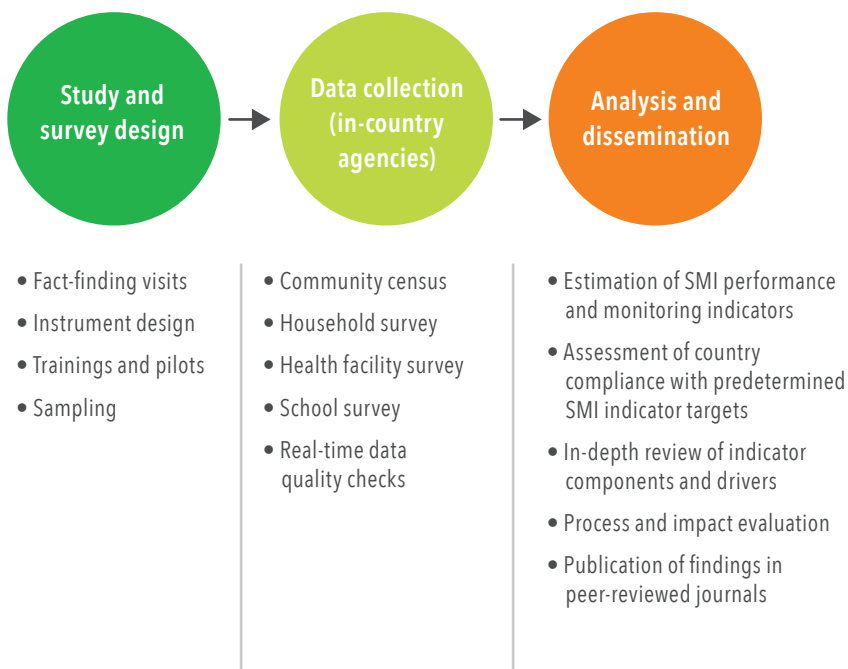 Study and
survey design
Data collection
(in-country
agencies)
Analysis and
dissemination
• Fact-finding visits
• Instrument design
• Trainings and pilots
• Sampling
• Community census
• Household survey
• Health facility survey
• School survey
• Real-time data
quality checks
• Estimation of SMI performance
and monitoring indicators
• Assessment of country
compliance with predetermined
SMI indicator targets
• In-depth review of indicator
components and drivers
• Process and impact evaluation
• Publication of findings in
peer-reviewed journals